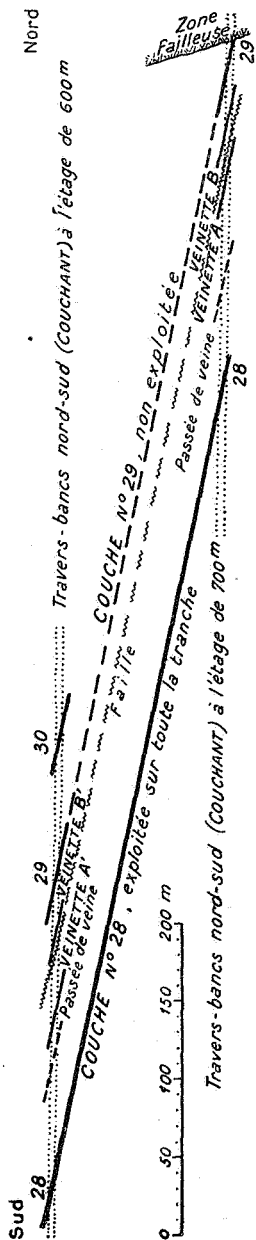 Sud
Nord
28
29
30
Travers-bancs nord-sud (COUCHANT) à l'étage de 600m
Zone
Failleuse
VEINETTE B'
VEINETTE A'
Passée de veine
COUCHE N° 29, non exploitée
Faille
COUCHE N° 28, exploitée sur toute la tranche
VEINETTE B
VEINETTE A
Passée de veine
28
29
0 50 100 150 200 m
Travers-bancs nord-sud (COUCHANT) à l'étage de 700m